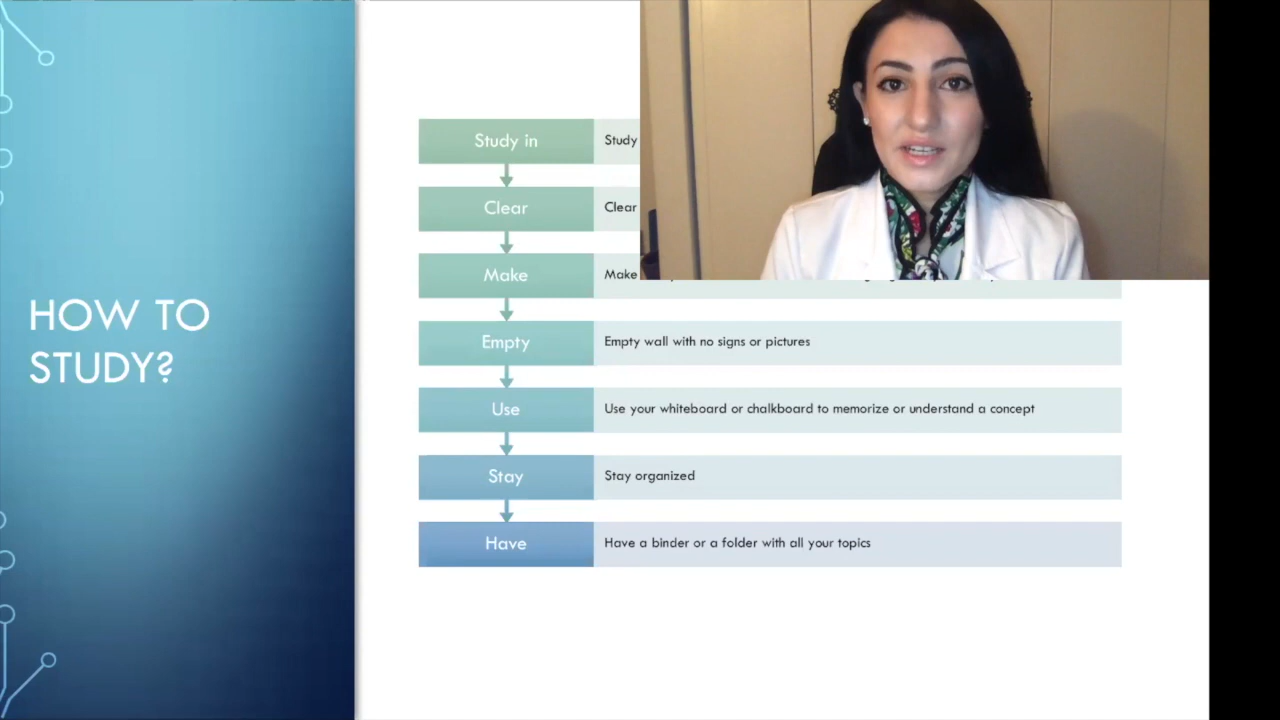 HOW TO
STUDY?
Study in
Study
Clear
Clear
Make
Make
Empty
Empty wall with no signs or pictures
Use
Use your whiteboard or chalkboard to memorize or understand a concept
Stay
Stay organized
Have
Have a binder or a folder with all your topics